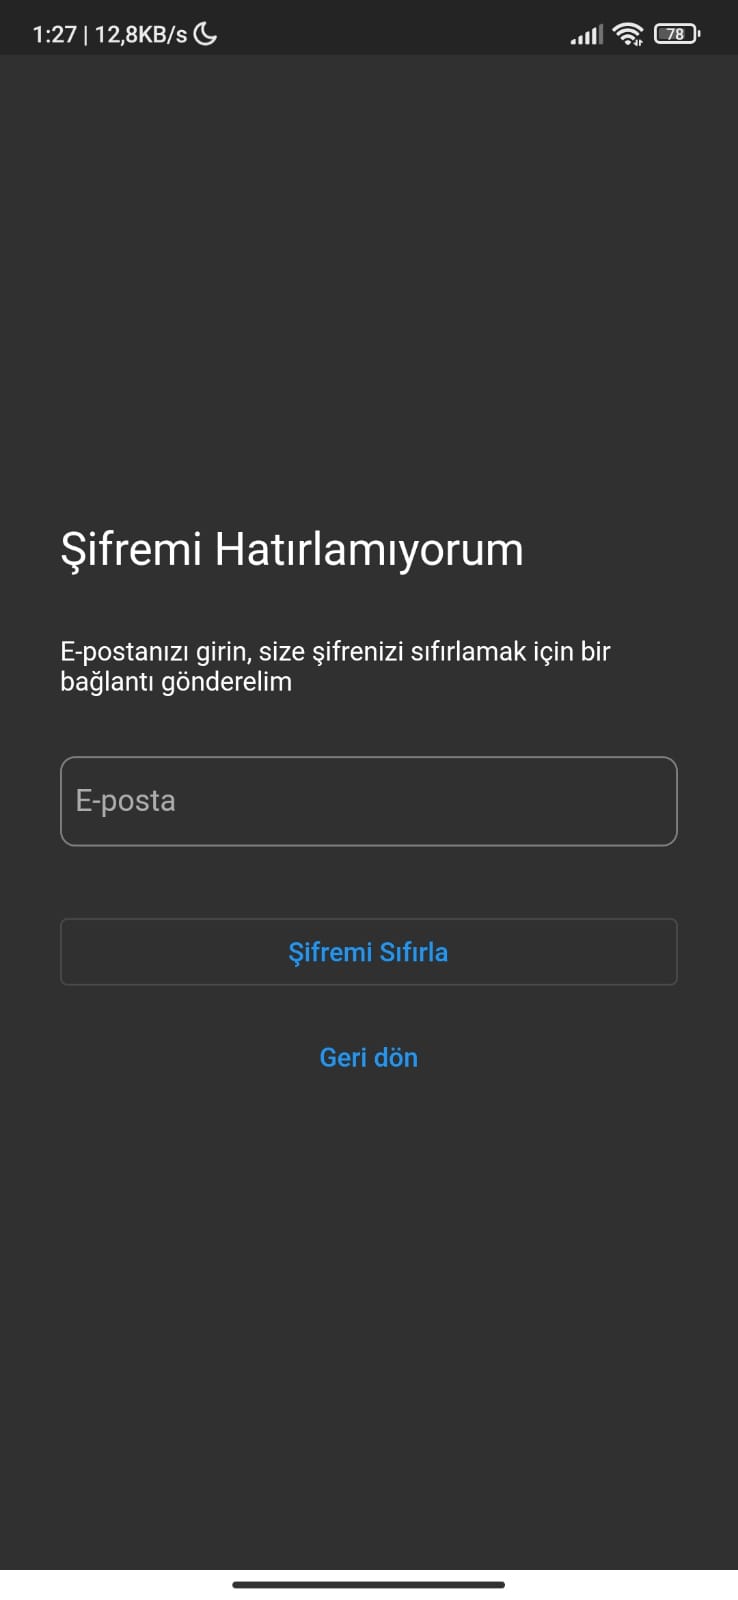 1:27 | 12,8KB/s
78
Şifremi Hatırlamıyorum
E-postanızı girin, size şifrenizi sıfırlamak için bir
bağlantı gönderelim
E-posta
Şifremi Sıfırla
Geri dön